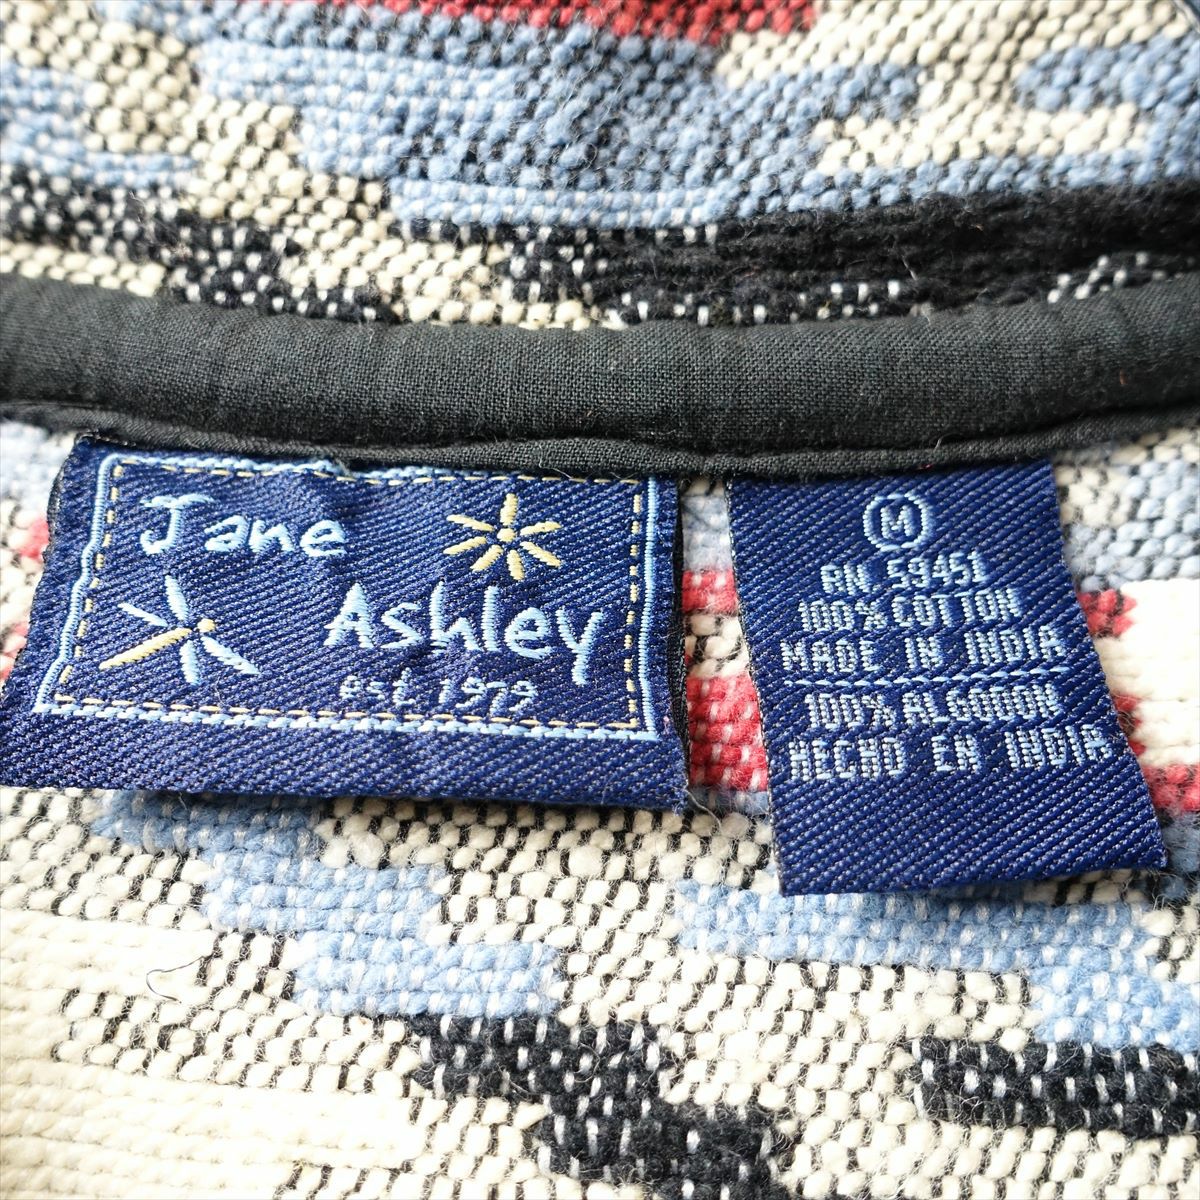 Jane
Ashley
est. 1979
M
RN 59451
100% COTTON
MADE IN INDIA
100% ALGODON
HECHO EN INDIA